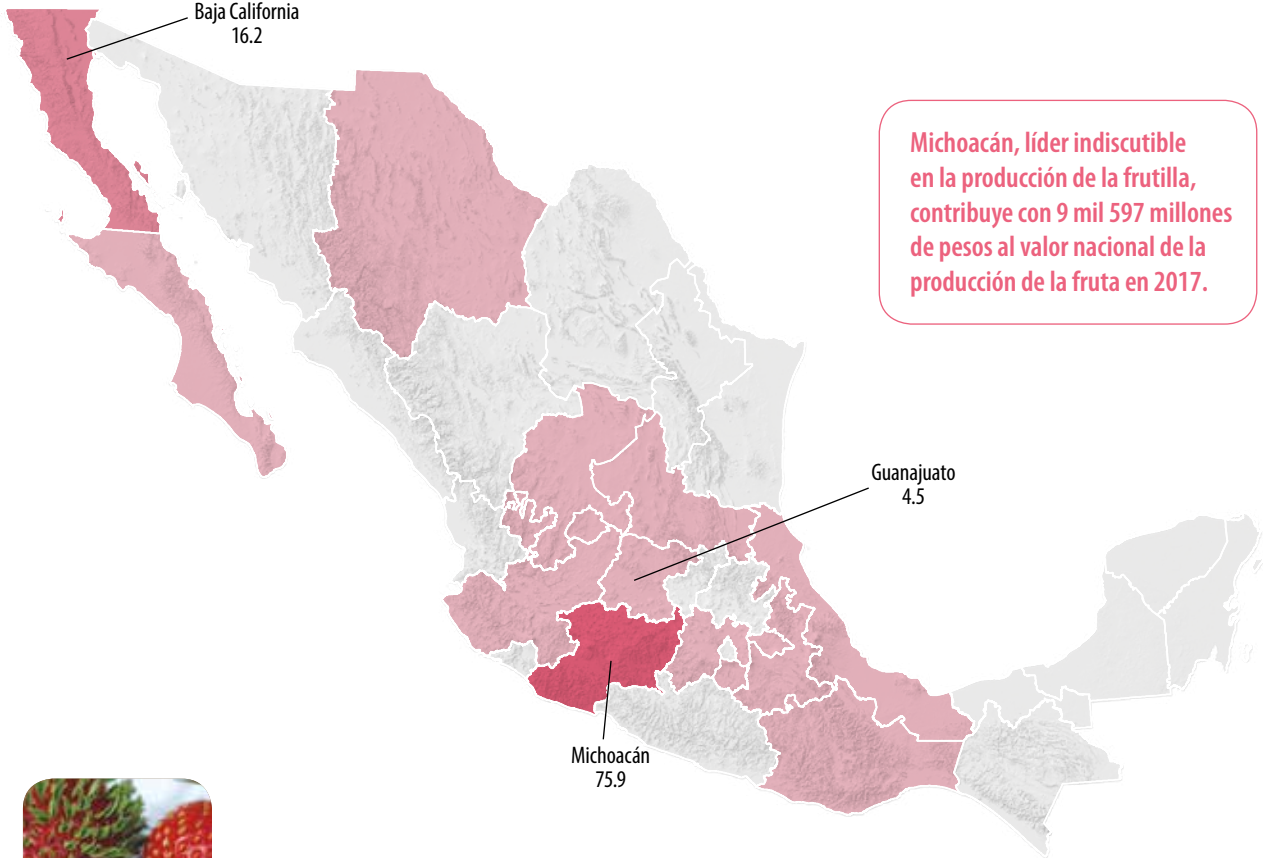 Baja California
16.2
Michoacán, líder indiscutible
en la producción de la frutilla,
contribuye con 9 mil 597 millones
de pesos al valor nacional de la
producción de la fruta en 2017.
Guanajuato
4.5
Michoacán
75.9